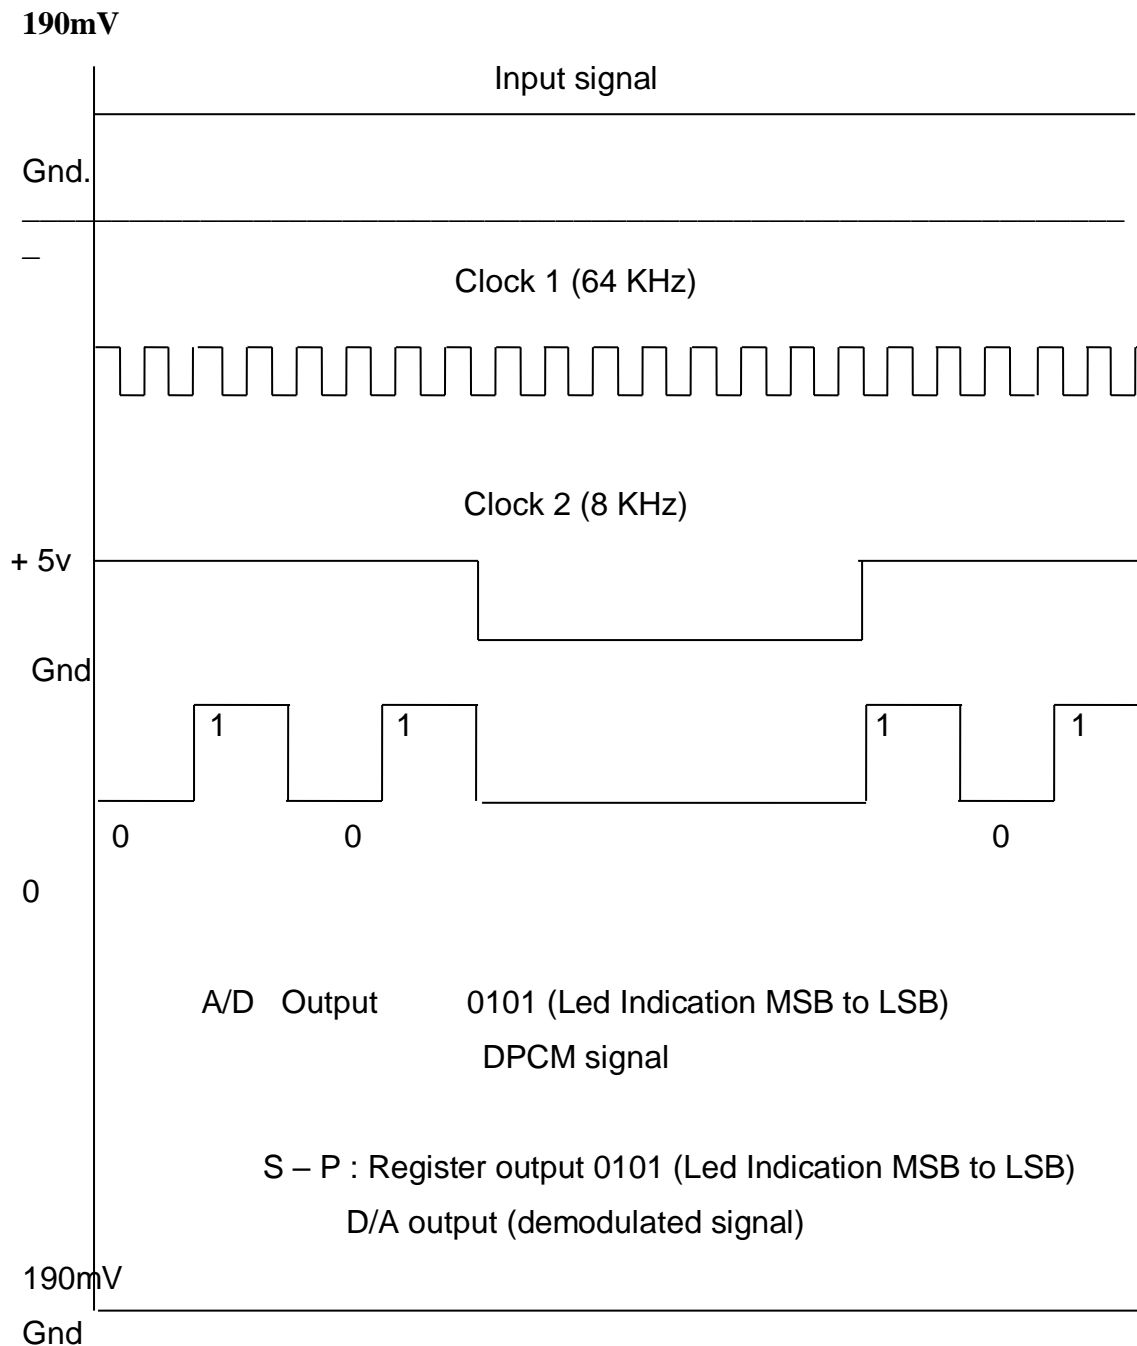 190mV
Input signal
Gnd.
Clock 1 (64 KHz)
Clock 2 (8 KHz)
+ 5v
Gnd
1 1 1 1
0 0 0
0
A/D Output 0101 (Led Indication MSB to LSB)
DPCM signal
S – P : Register output 0101 (Led Indication MSB to LSB)
D/A output (demodulated signal)
190mV
Gnd